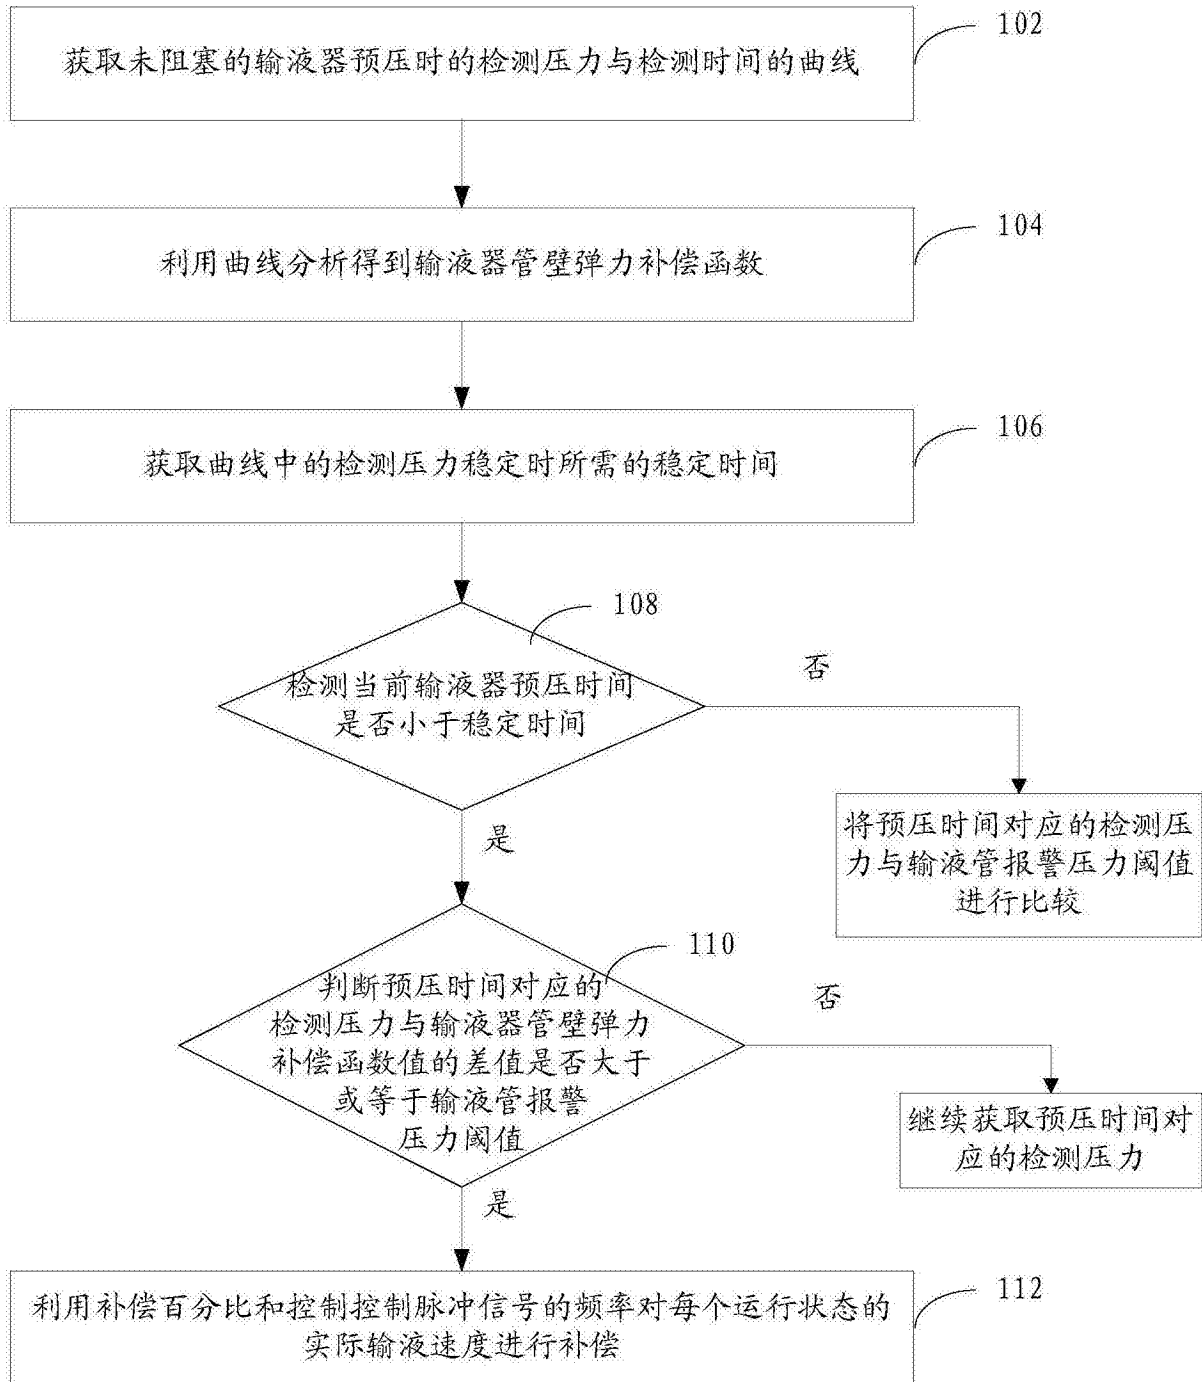 获取未阻塞的输液器预压时的检测压力与检测时间的曲线
102
利用曲线分析得到输液器管壁弹力补偿函数
104
获取曲线中的检测压力稳定时所需的稳定时间
106
108
检测当前输液器预压时间
是否小于稳定时间
否
将预压时间对应的检测压
力与输液管报警压力阈值
进行比较
是
110
判断预压时间对应的
检测压力与输液器管壁弹力
补偿函数值的差值是否大于
或等于输液管报警
压力阈值
否
继续获取预压时间对
应的检测压力
是
利用补偿百分比和控制控制脉冲信号的频率对每个运行状态的
实际输液速度进行补偿
112